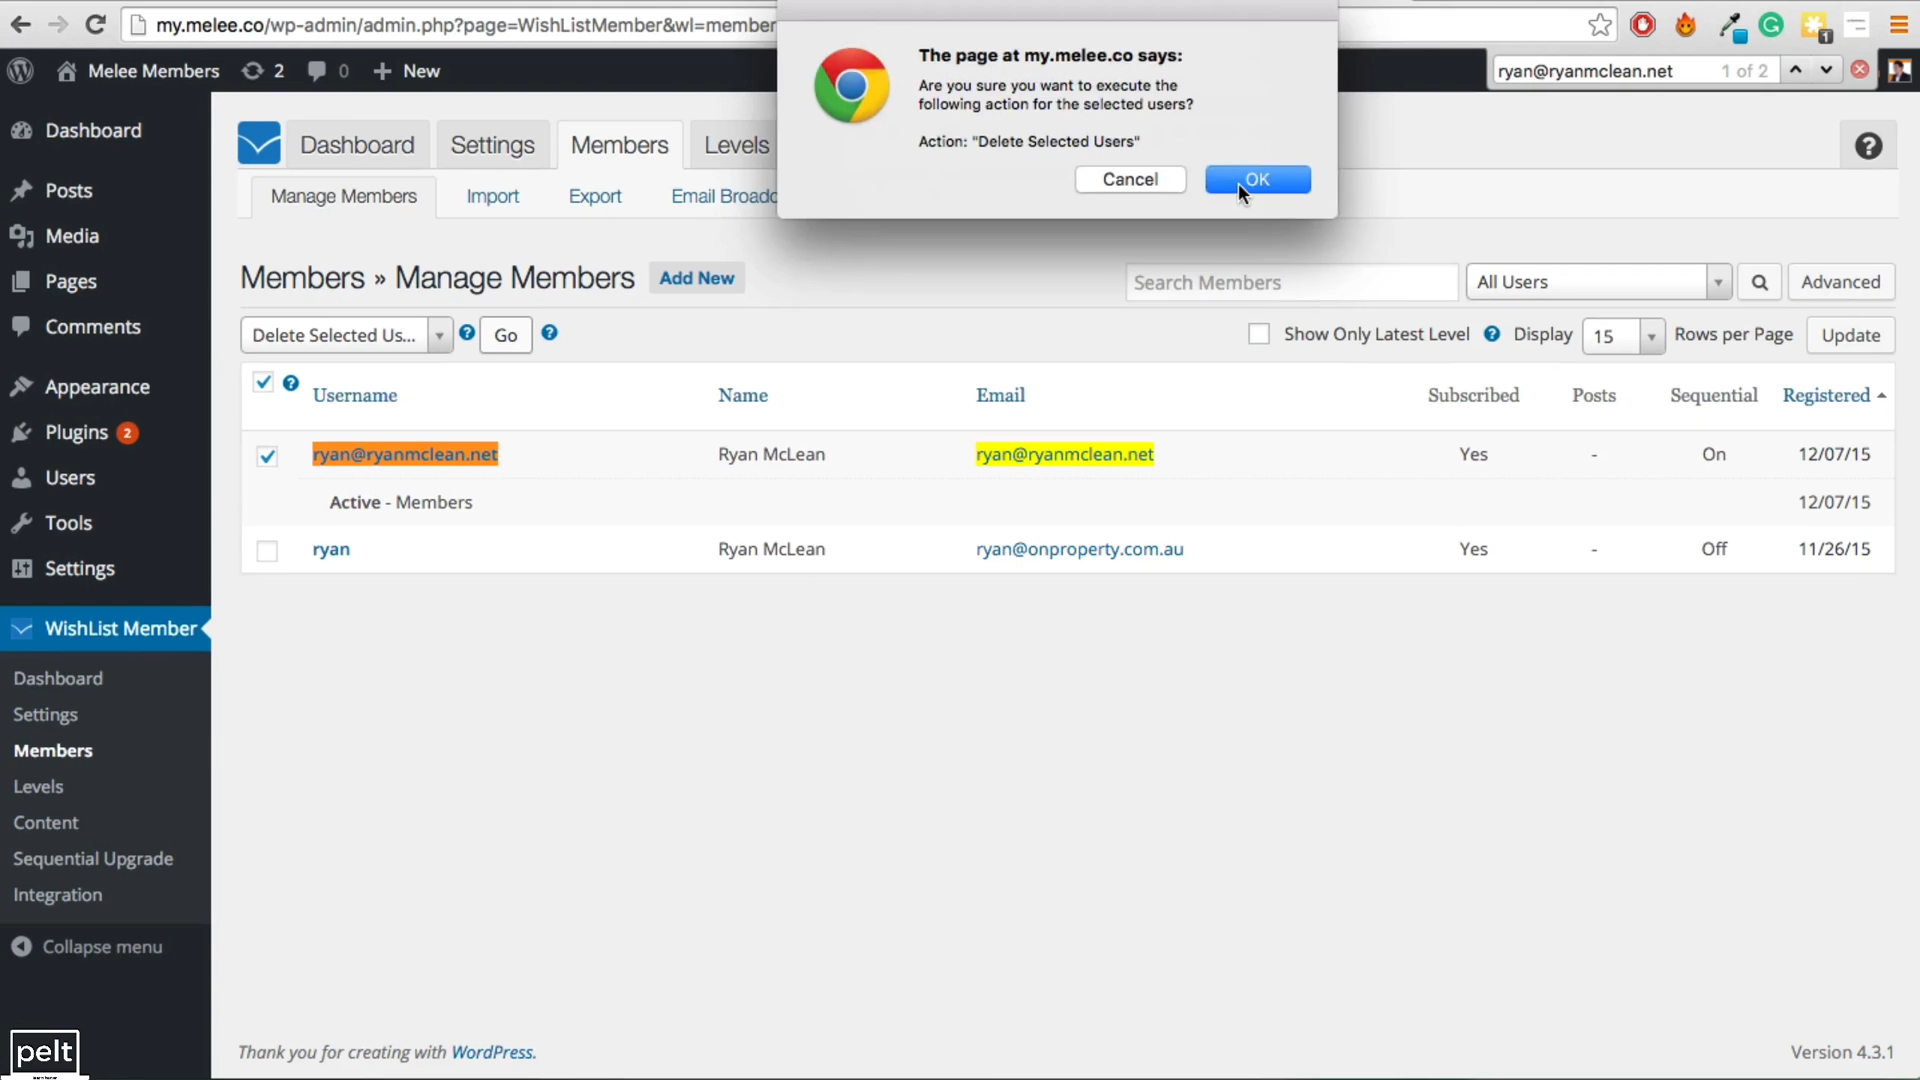 my.melee.co/wp-admin/admin.php?page=WishListMember&wl=member
The page at my.melee.co says:
Are you sure you want to execute the
following action for the selected users?
Action: "Delete Selected Users"
Cancel
OK
1
ryan@ryanmclean.net 1 of 2
Melee Members 2 0 New
Dashboard
Posts
Media
Pages
Comments
Appearance
Plugins 2
Users
Tools
Settings
WishList Member
Dashboard
Settings
Members
Levels
Content
Sequential Upgrade
Integration
Collapse menu
Dashboard Settings Members Levels
Manage Members Import Export Email Broadc
Members » Manage Members Add New
Search Members All Users Advanced
Delete Selected Us... ? Go ? Show Only Latest Level ? Display 15 Rows per Page Update
? Username Name Email Subscribed Posts Sequential Registered
ryan@ryanmclean.net Ryan McLean ryan@ryanmclean.net Yes - On 12/07/15
Active - Members 12/07/15
ryan Ryan McLean ryan@onproperty.com.au Yes - Off 11/26/15
Thank you for creating with WordPress. Version 4.3.1
pelt